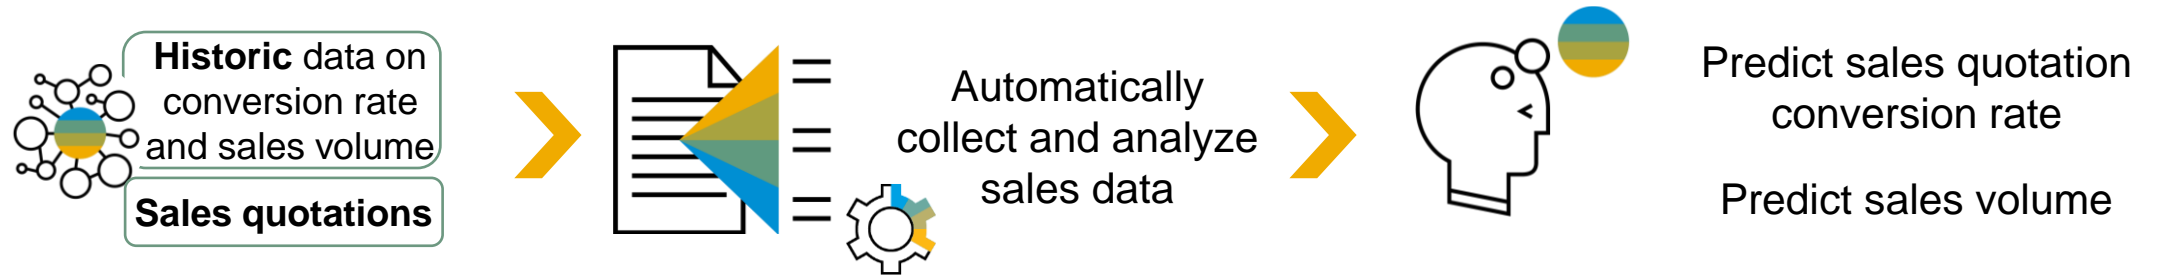 Historic data on
conversion rate
and sales volume
Sales quotations
Automatically
collect and analyze
sales data
Predict sales quotation
conversion rate
Predict sales volume